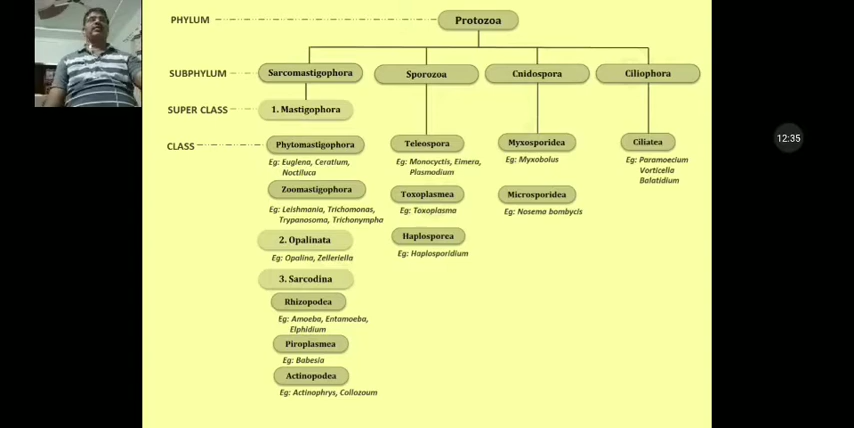 PHYLUM
Protozoa
SUBPHYLUM
Sarcomastigophora
Sporozoa
Cnidospora
Ciliophora
SUPER CLASS
1. Mastigophora
CLASS
Phytomastigophora
Eg: Euglena, Ceratium,
Noctiluca
Zoomastigophora
Eg: Leishmania, Trichomonas,
Trypanosoma, Trichonympha
2. Opalinata
Eg: Opalina, Zelleriella
3. Sarcodina
Rhizopodea
Eg: Amoeba, Entamoeba,
Elphidium
Piroplasmea
Eg: Babesia
Actinopodea
Eg: Actinophrys, Collozoum
Teleospora
Eg: Monocyctis, Eimera,
Plasmodium
Toxoplasmea
Eg: Toxoplasma
Haplosporea
Eg: Haplosporidium
Myxosporidea
Eg: Myxobolus
Microsporidea
Eg: Nosema bombycis
Ciliatea
Eg: Paramoecium
Vorticella
Balatidium
12:35